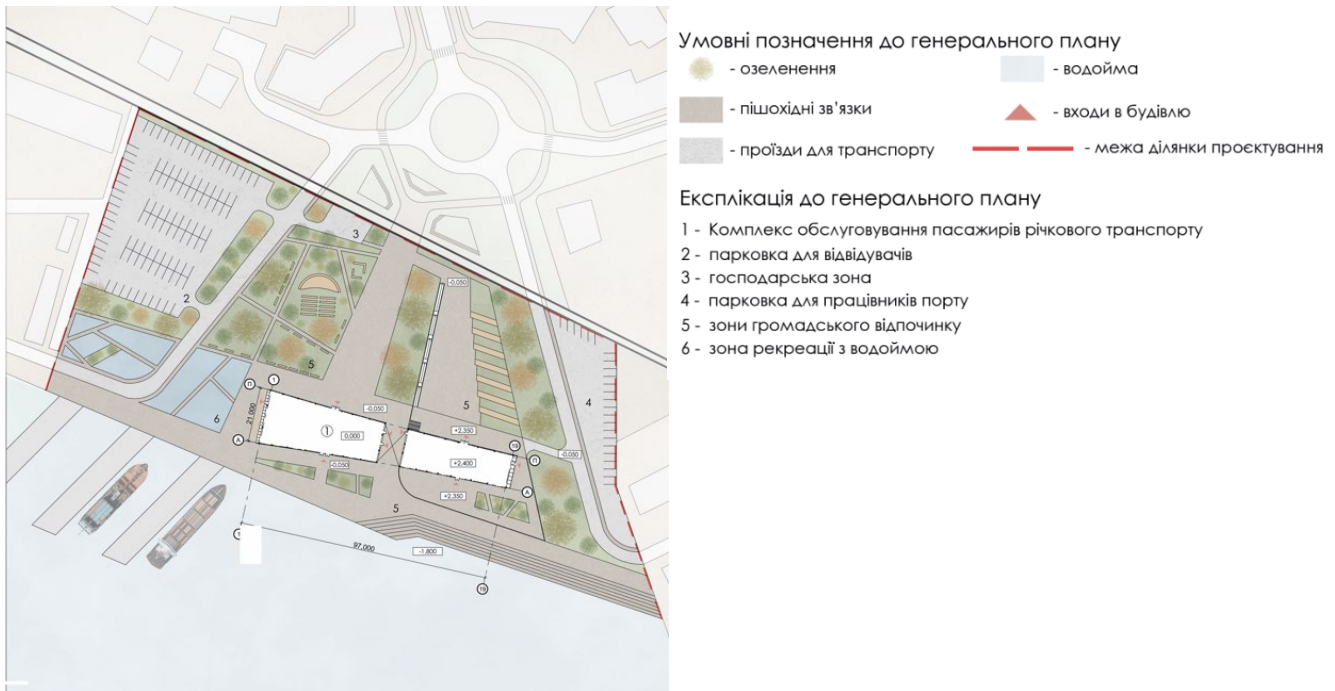 Умовні позначення до генерального плану
- озеленення
- водойма
- пішохідні зв’язки
- входи в будівлю
- проїзди для транспорту
- межа ділянки проєктування
Експлікація до генерального плану
1 - Комплекс обслуговування пасажирів річкового транспорту
2 - парковка для відвідувачів
3 - господарська зона
4 - парковка для працівників порту
5 - зони громадського відпочинку
6 - зона рекреації з водоймою
3
-0,050
2
5
П
1
4
21,000
-0,050
5
6
1
0,000
+2,350
19
А
П
-0,050
-0,050
+2,400
А
+2,350
5
97,000
-1,800
19